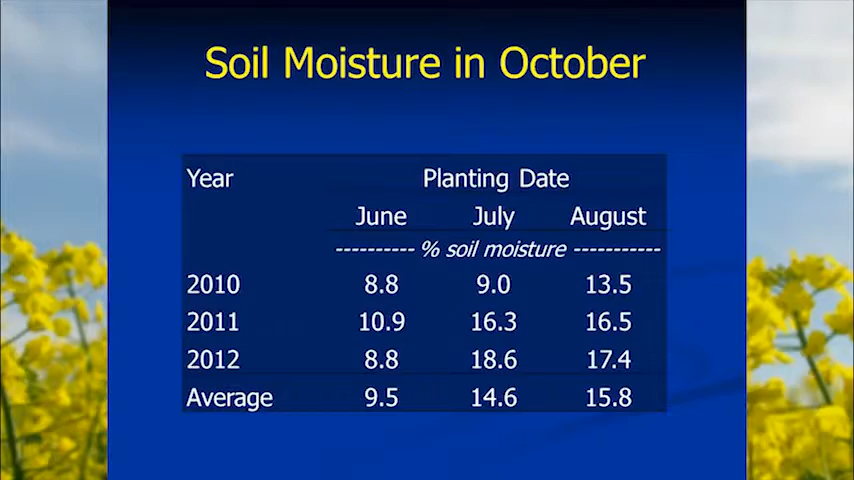 Soil Moisture in October
Year Planting Date
June July August
---------- % soil moisture -----------
2010 8.8 9.0 13.5
2011 10.9 16.3 16.5
2012 8.8 18.6 17.4
Average 9.5 14.6 15.8